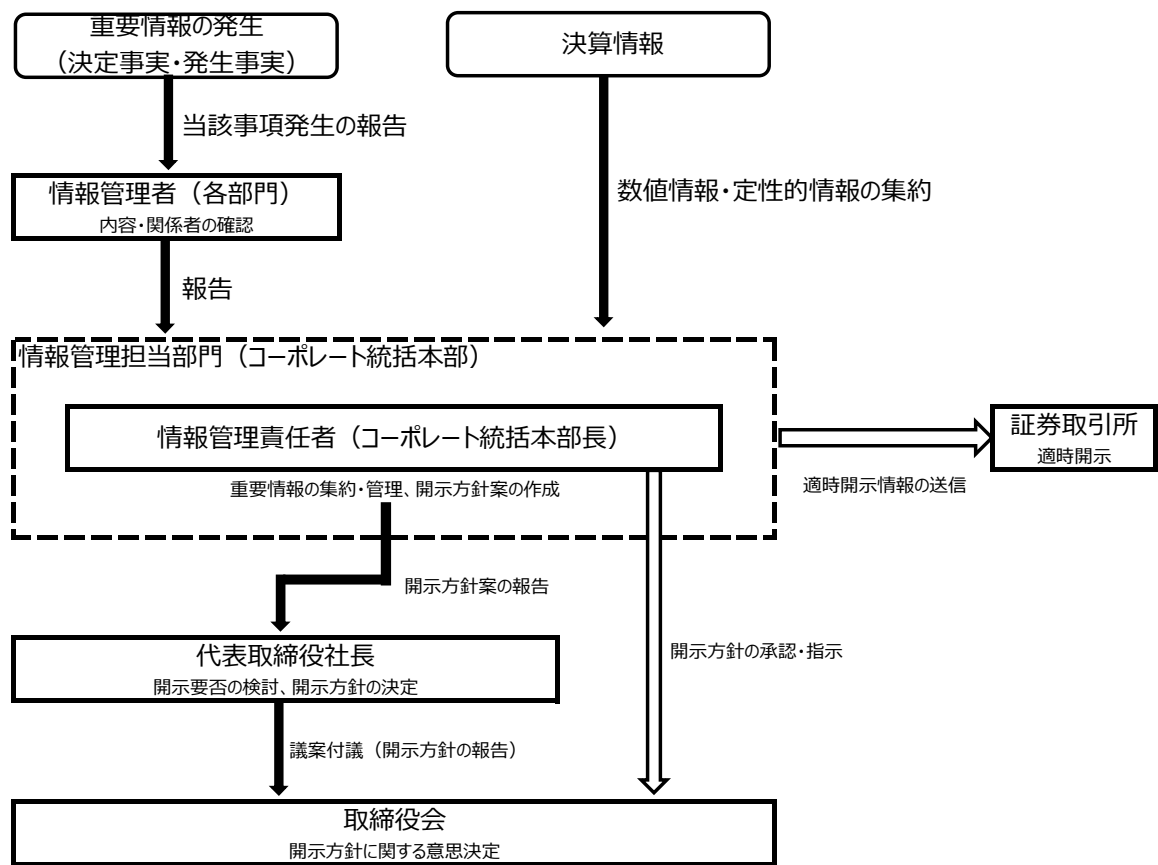 重要情報の発生
（決定事実・発生事実）
決算情報
当該事項発生の報告
情報管理者（各部門）
内容・関係者の確認
数値情報・定性的情報の集約
報告
情報管理担当部門（コーポレート統括本部）
情報管理責任者（コーポレート統括本部長）
重要情報の集約・管理、開示方針案の作成
証券取引所
適時開示
適時開示情報の送信
開示方針案の報告
代表取締役社長
開示要否の検討、開示方針の決定
開示方針の承認・指示
議案付議（開示方針の報告）
取締役会
開示方針に関する意思決定